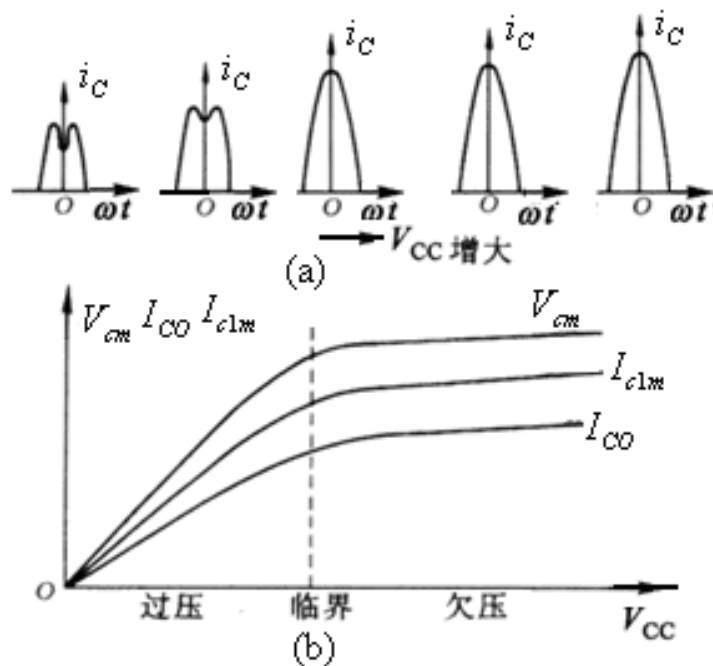 i_C i_C i_C i_C i_C
O ωt O ωt O ωt O ωt O ωt
V_CC 增大
(a)
V_cm I_CO I_c1m
V_cm
I_c1m
I_CO
O 过压 临界 欠压 V_CC
(b)